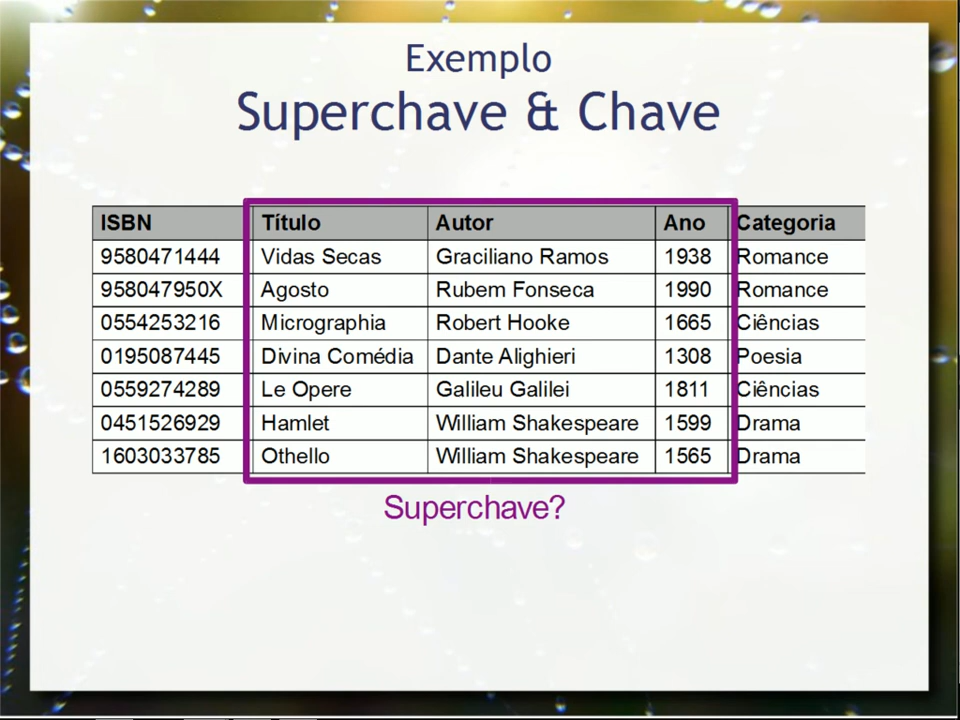 Exemplo
Superchave & Chave
ISBN Título Autor Ano Categoria
9580471444 Vidas Secas Graciliano Ramos 1938 Romance
958047950X Agosto Rubem Fonseca 1990 Romance
0554253216 Micrographia Robert Hooke 1665 Ciências
0195087445 Divina Comédia Dante Alighieri 1308 Poesia
0559274289 Le Opere Galileu Galilei 1811 Ciências
0451526929 Hamlet William Shakespeare 1599 Drama
1603033785 Othello William Shakespeare 1565 Drama
Superchave?